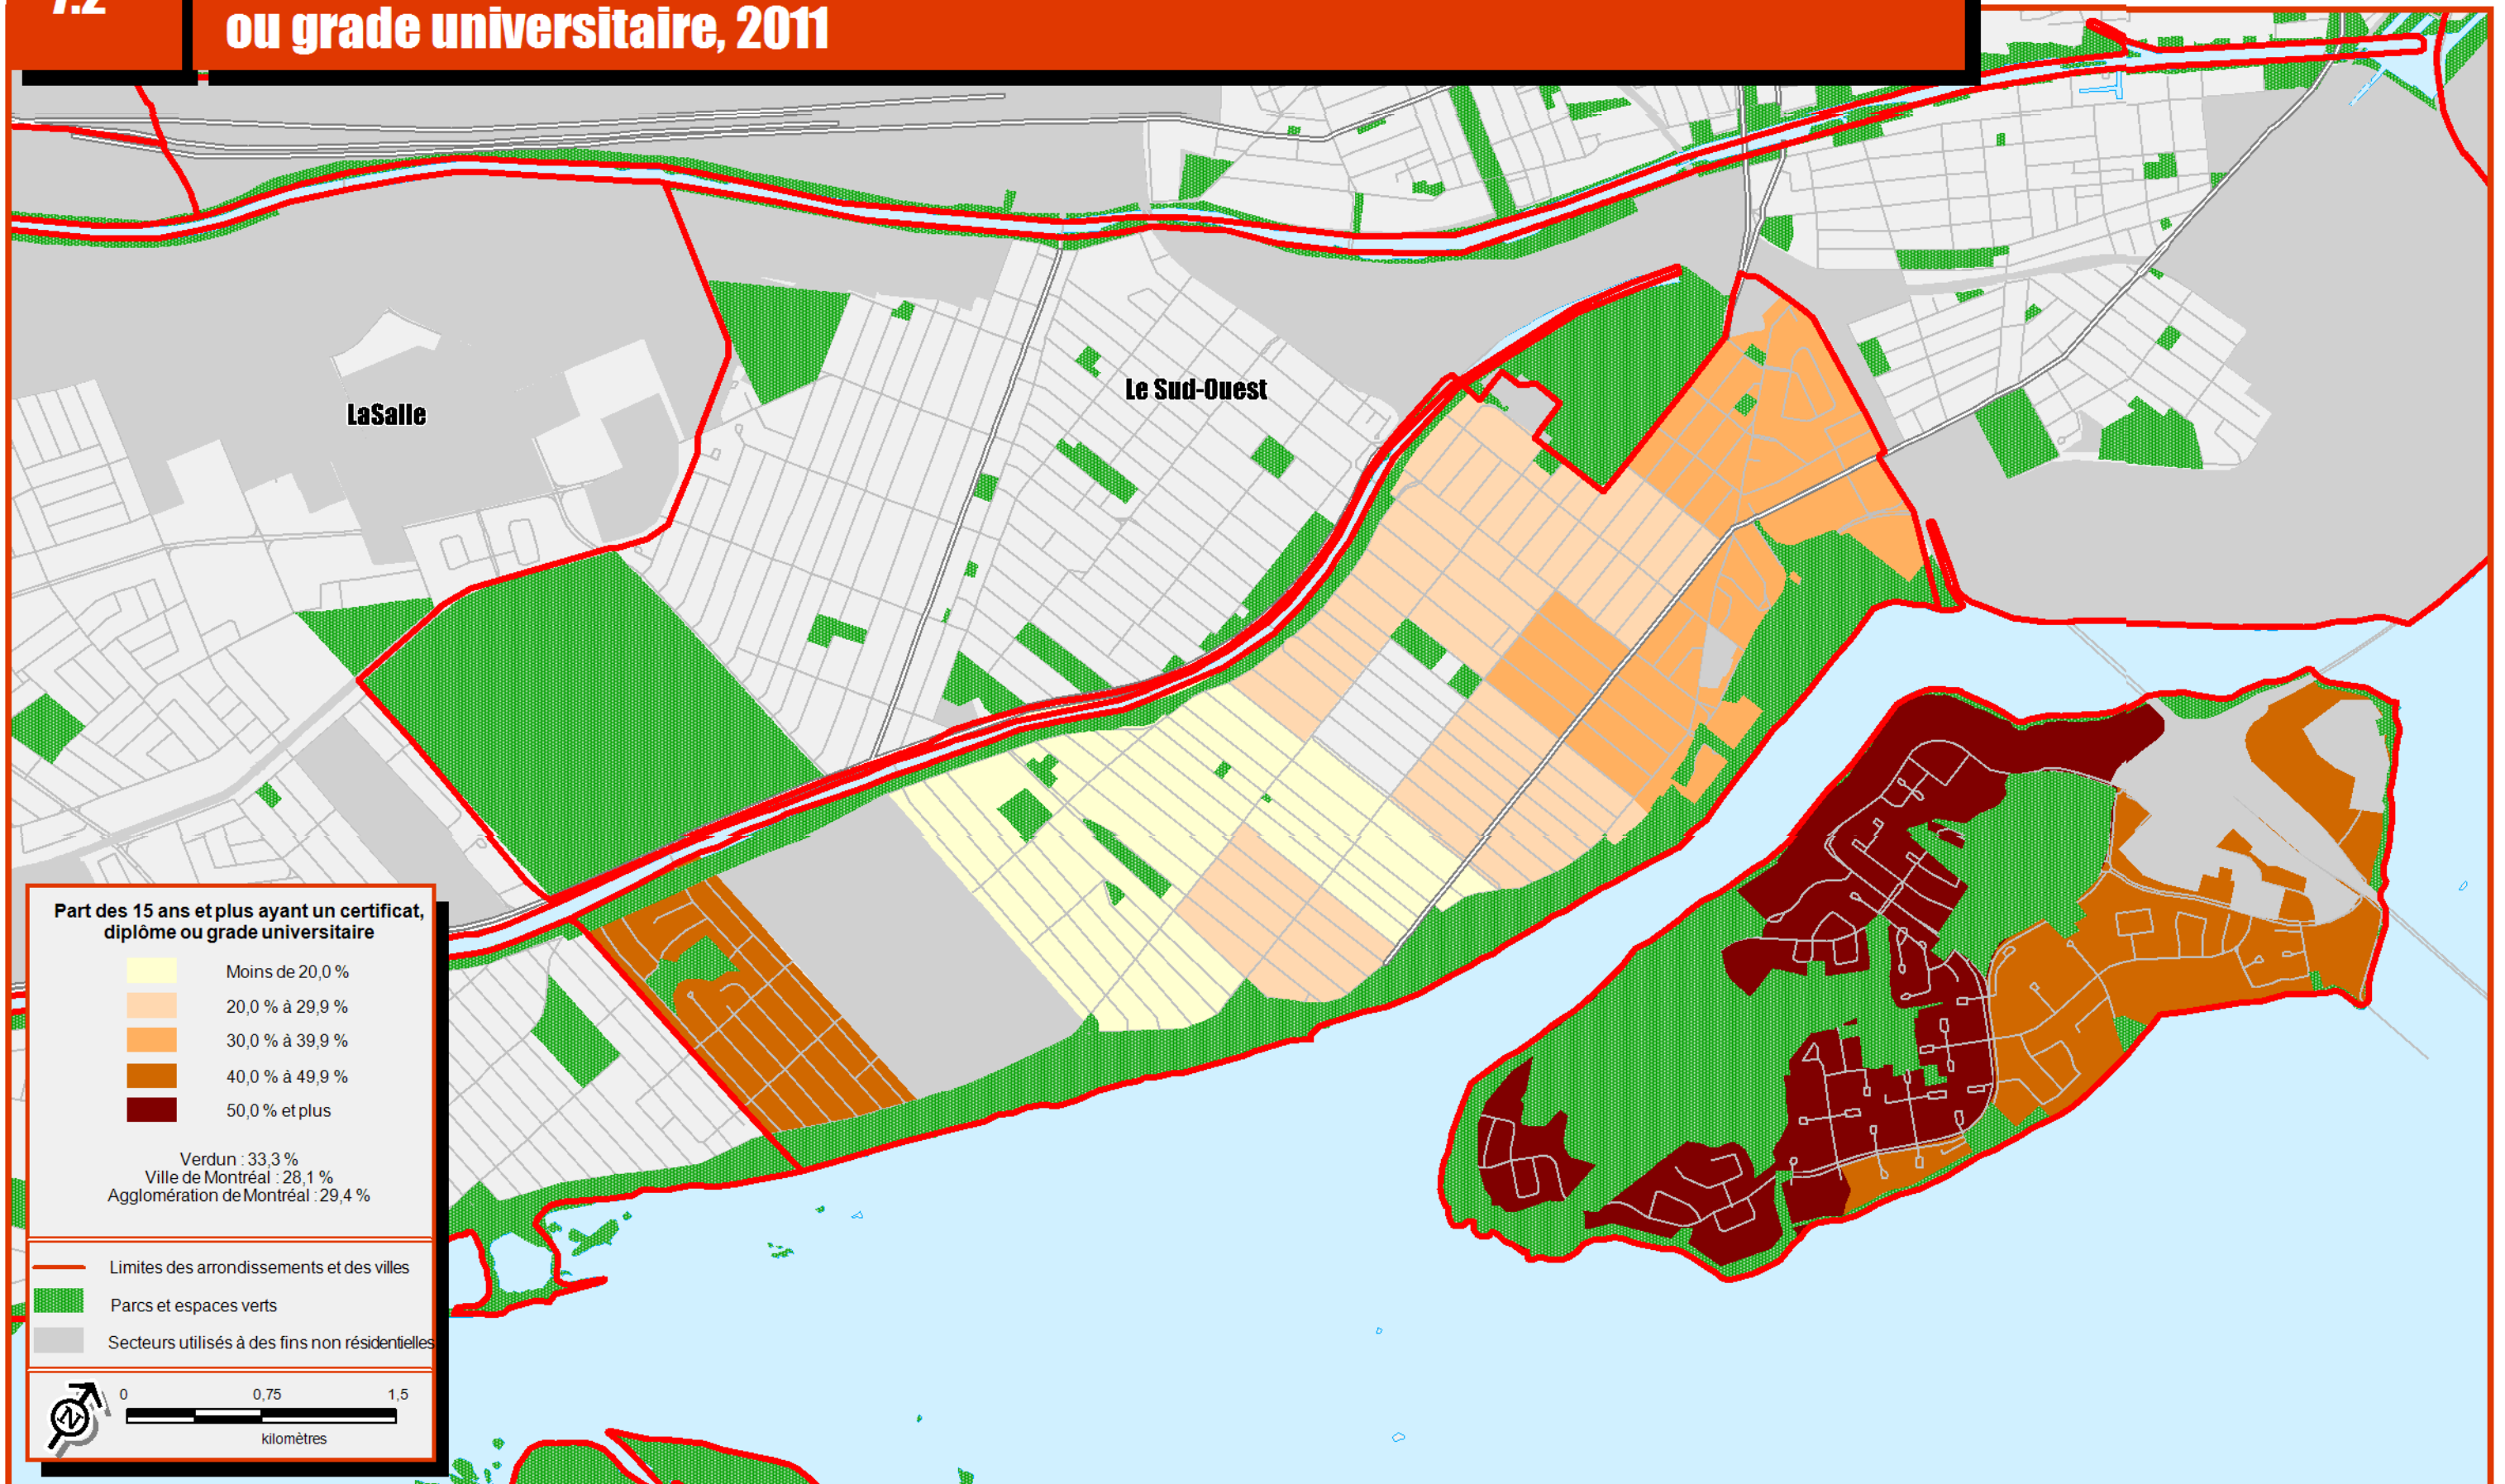 7.2
ou grade universitaire, 2011
LaSalle
Le Sud-Ouest
Part des 15 ans et plus ayant un certificat,
diplôme ou grade universitaire
Moins de 20,0 %
20,0 % à 29,9 %
30,0 % à 39,9 %
40,0 % à 49,9 %
50,0 % et plus
Verdun : 33,3 %
Ville de Montréal : 28,1 %
Agglomération de Montréal : 29,4 %
Limites des arrondissements et des villes
Parcs et espaces verts
Secteurs utilisés à des fins non résidentielles
N
0 0,75 1,5
kilomètres